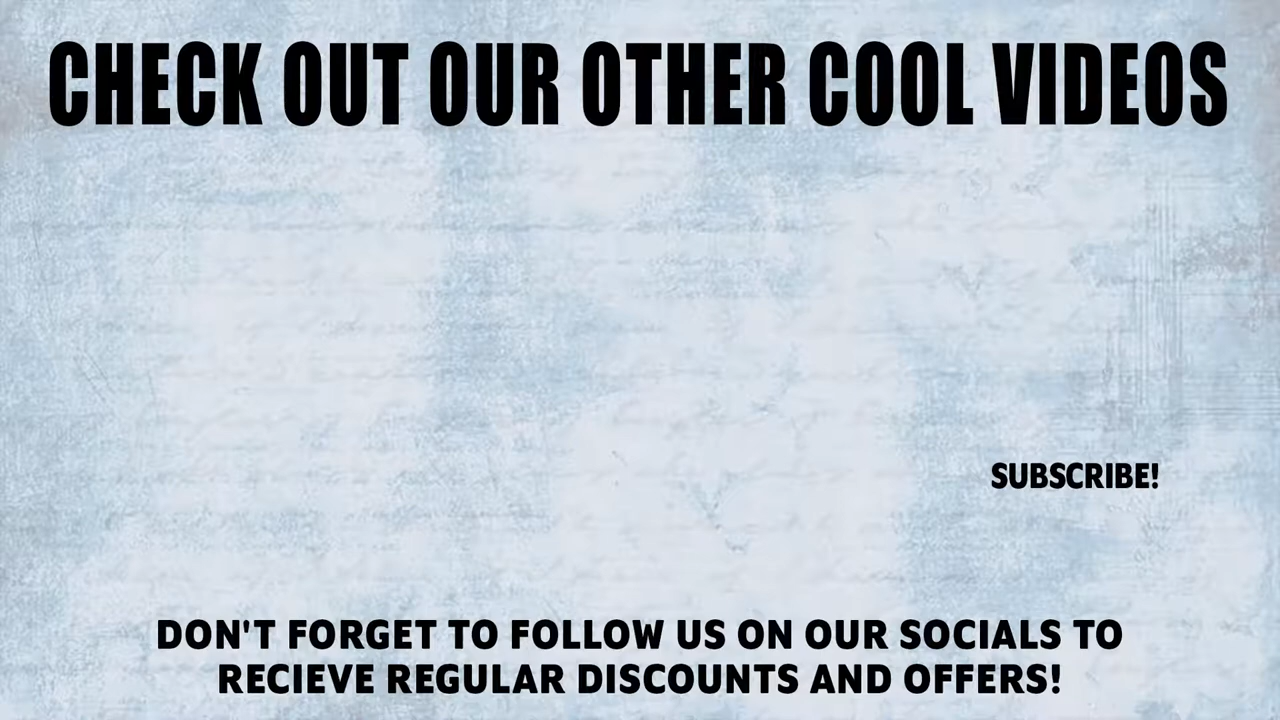 CHECK OUT OUR OTHER COOL VIDEOS
SUBSCRIBE!
DON'T FORGET TO FOLLOW US ON OUR SOCIALS TO
RECIEVE REGULAR DISCOUNTS AND OFFERS!